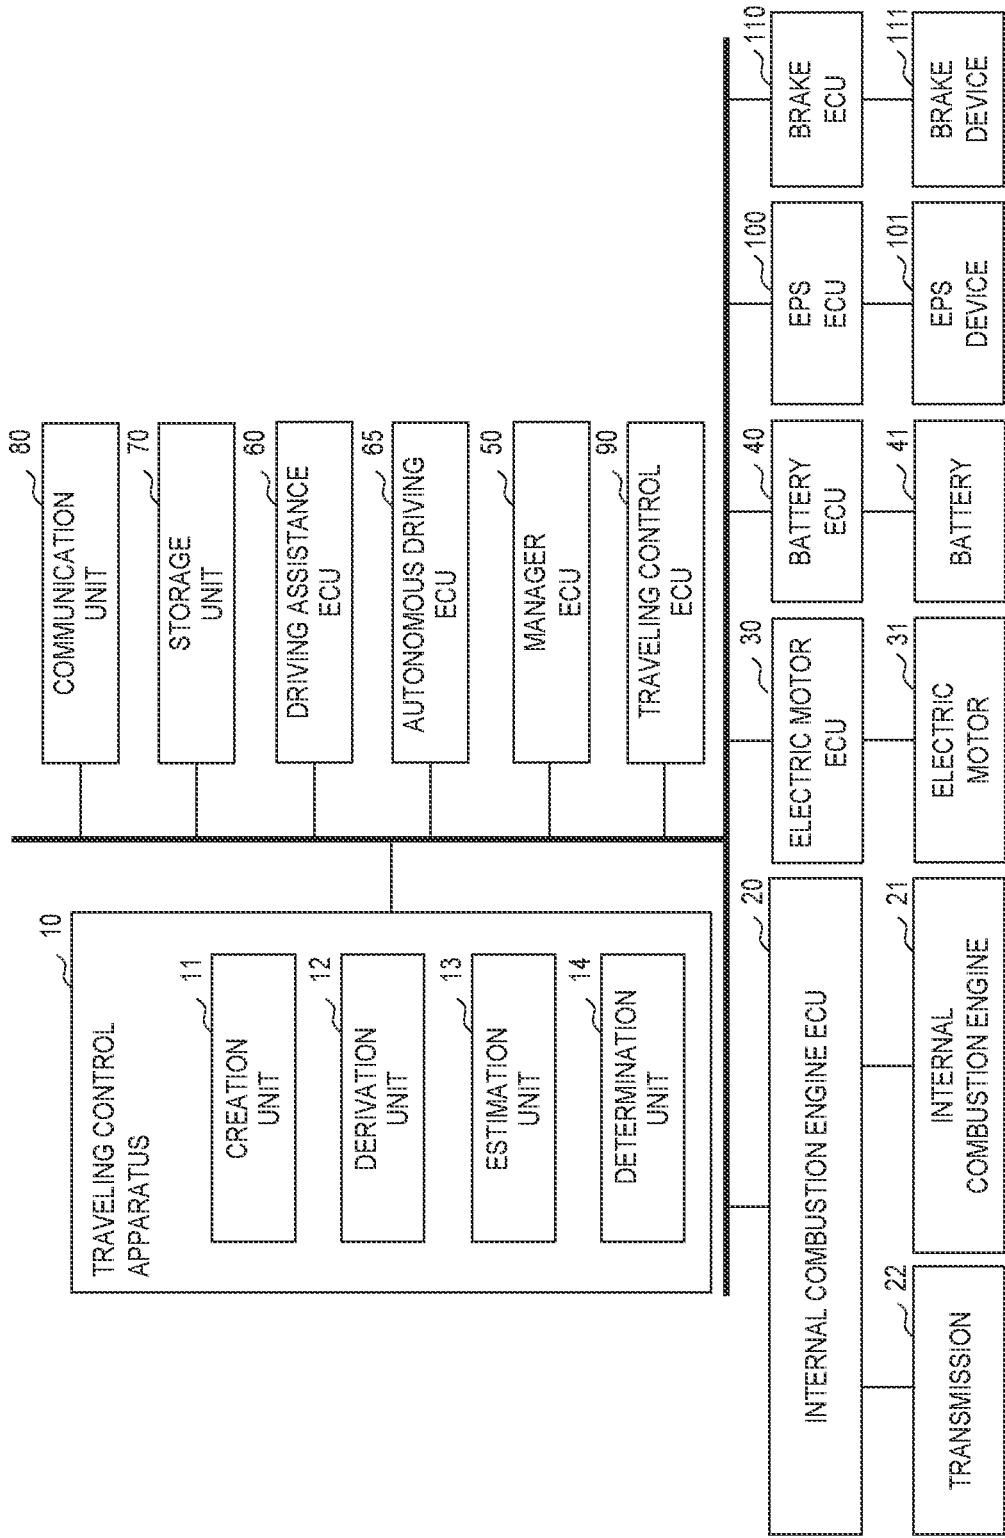 10
TRAVELING CONTROL
APPARATUS
11
CREATION
UNIT
12
DERIVATION
UNIT
13
ESTIMATION
UNIT
14
DETERMINATION
UNIT
80
COMMUNICATION
UNIT
70
STORAGE
UNIT
60
DRIVING ASSISTANCE
ECU
65
AUTONOMOUS DRIVING
ECU
50
MANAGER
ECU
90
TRAVELING CONTROL
ECU
20
INTERNAL COMBUSTION ENGINE ECU
22
TRANSMISSION
21
INTERNAL
COMBUSTION ENGINE
30
ELECTRIC MOTOR
ECU
31
ELECTRIC
MOTOR
40
BATTERY
ECU
41
BATTERY
100
EPS
ECU
101
EPS
DEVICE
110
BRAKE
ECU
111
BRAKE
DEVICE